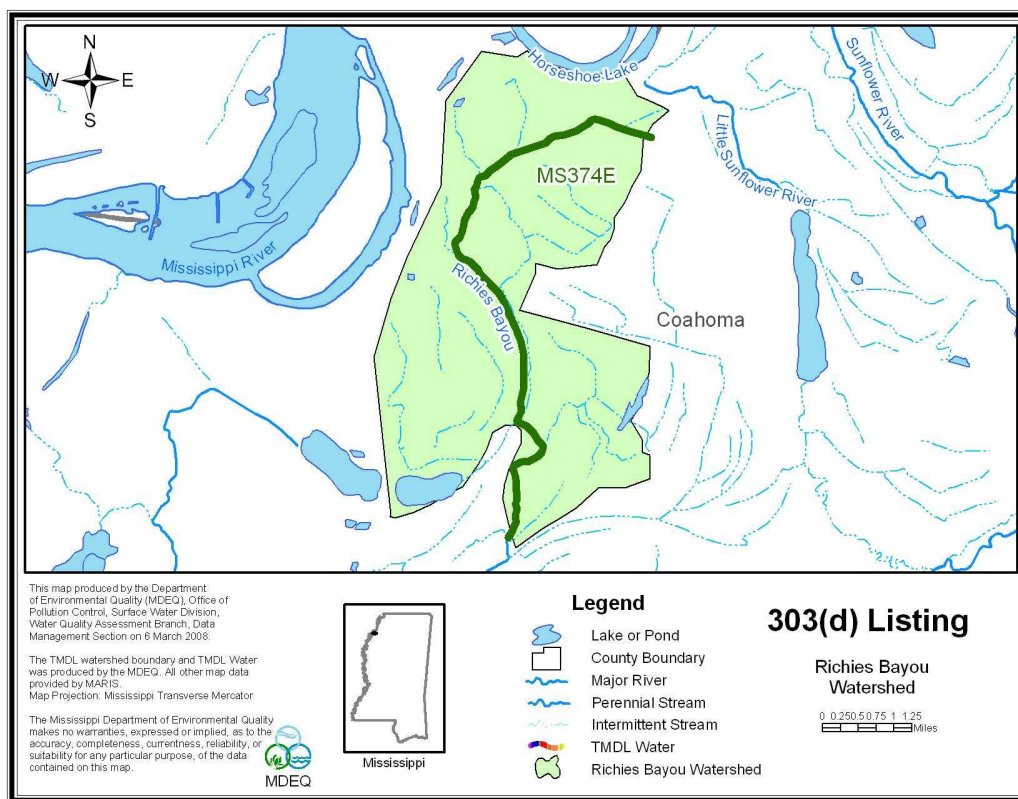 N
W E
S
Horseshoe Lake
Sunflower River
Little Sunflower River
MS374E
Mississippi River
Richies Bayou
Coahoma
This map produced by the Department
of Environmental Quality (MDEQ), Office of
Pollution Control, Surface Water Division,
Water Quality Assessment Branch, Data
Management Section on 6 March 2008.
The TMDL watershed boundary and TMDL Water
was produced by the MDEQ. All other map data
provided by MARIS.
Map Projection: Mississippi Transverse Mercator
The Mississippi Department of Environmental Quality
makes no warranties, expressed or implied, as to the
accuracy, completeness, currentness, reliability, or
suitability for any particular purpose, of the data
contained on this map.
MDEQ
Mississippi
Legend
Lake or Pond
County Boundary
Major River
Perennial Stream
Intermittent Stream
TMDL Water
Richies Bayou Watershed
303(d) Listing
Richies Bayou
Watershed
0 0.25 0.5 0.75 1 1.25
Miles